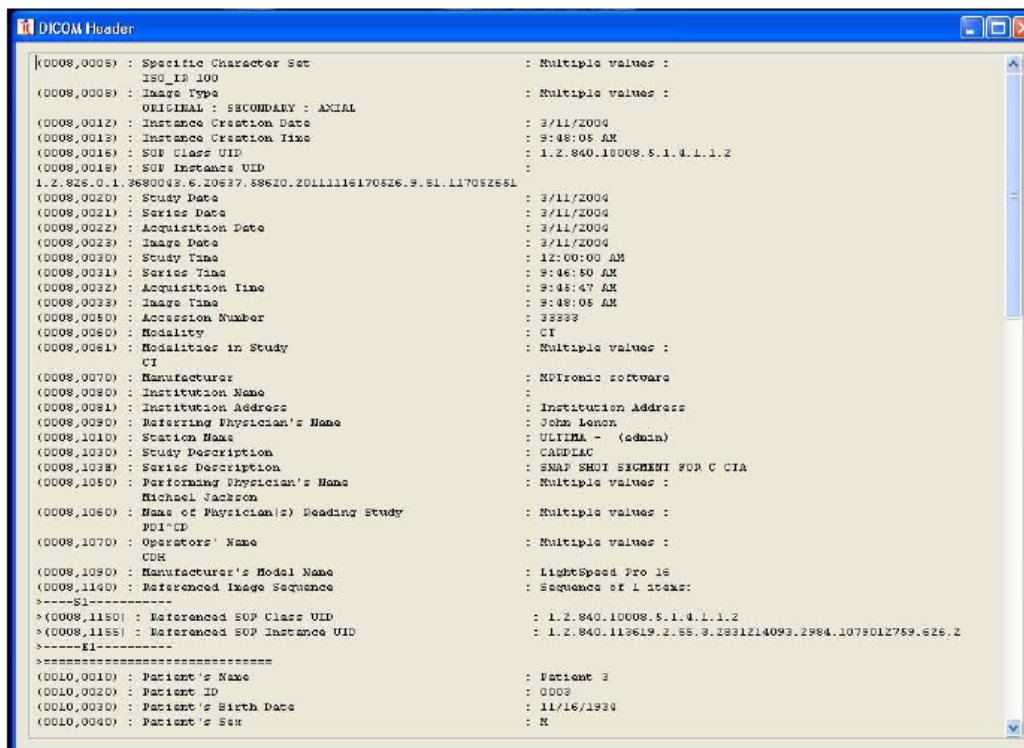 DICOM Header
(0008,0005) : Specific Character Set : Multiple values :
ISO_IR 100
(0008,0008) : Image Type : Multiple values :
ORIGINAL : SECONDARY : AXIAL
(0008,0012) : Instance Creation Date : 3/11/2004
(0008,0013) : Instance Creation Time : 9:48:05 AM
(0008,0016) : SOP Class UID : 1.2.840.10008.5.1.4.1.1.2
(0008,0018) : SOP Instance UID :
1.2.826.0.1.3680043.6.20637.58620.20111116170526.9.51.117052651
(0008,0020) : Study Date : 3/11/2004
(0008,0021) : Series Date : 3/11/2004
(0008,0022) : Acquisition Date : 3/11/2004
(0008,0023) : Image Date : 3/11/2004
(0008,0030) : Study Time : 12:00:00 AM
(0008,0031) : Series Time : 9:46:50 AM
(0008,0032) : Acquisition Time : 9:45:47 AM
(0008,0033) : Image Time : 9:48:05 AM
(0008,0050) : Accession Number : 33333
(0008,0060) : Modality : CT
(0008,0061) : Modalities in Study : Multiple values :
CT
(0008,0070) : Manufacturer : MPTronic software
(0008,0080) : Institution Name :
(0008,0081) : Institution Address : Institution Address
(0008,0090) : Referring Physician's Name : John Lenon
(0008,1010) : Station Name : ULTIMA - (admin)
(0008,1030) : Study Description : CARDIAC
(0008,103E) : Series Description : SNAP SHOT SEGMENT FOR C CTA
(0008,1050) : Performing Physician's Name : Multiple values :
Michael Jackson
(0008,1060) : Name of Physician(s) Reading Study : Multiple values :
PDI^CD
(0008,1070) : Operators' Name : Multiple values :
CDH
(0008,1090) : Manufacturer's Model Name : LightSpeed Pro 16
(0008,1140) : Referenced Image Sequence : Sequence of 1 items:
>----S1-----------
>(0008,1150) : Referenced SOP Class UID : 1.2.840.10008.5.1.4.1.1.2
>(0008,1155) : Referenced SOP Instance UID : 1.2.840.113619.2.55.3.2831214093.2984.1079012759.626.2
>-----E1----------
>=============================
(0010,0010) : Patient's Name : Patient 3
(0010,0020) : Patient ID : 0003
(0010,0030) : Patient's Birth Date : 11/16/1934
(0010,0040) : Patient's Sex : M